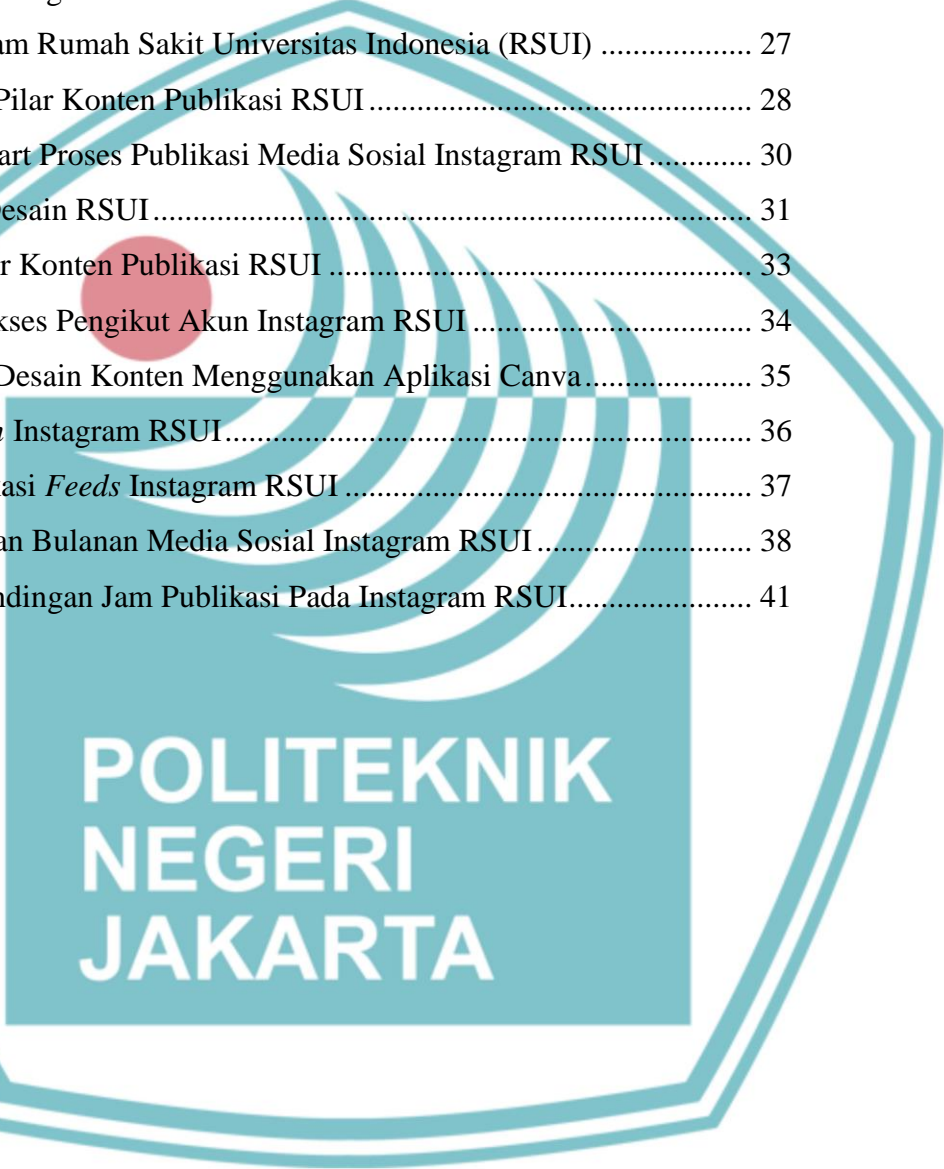 am Rumah Sakit Universitas Indonesia (RSUI) .................. 27
Pilar Konten Publikasi RSUI .............................................. 28
art Proses Publikasi Media Sosial Instagram RSUI ............ 30
Desain RSUI ........................................................................ 31
r Konten Publikasi RSUI ................................................... 33
kses Pengikut Akun Instagram RSUI .................................. 34
Desain Konten Menggunakan Aplikasi Canva .................... 35
Instagram RSUI ................................................................ 36
asi Feeds Instagram RSUI ................................................. 37
an Bulanan Media Sosial Instagram RSUI .......................... 38
ndingan Jam Publikasi Pada Instagram RSUI ...................... 41
POLITEKNIK
NEGERI
JAKARTA